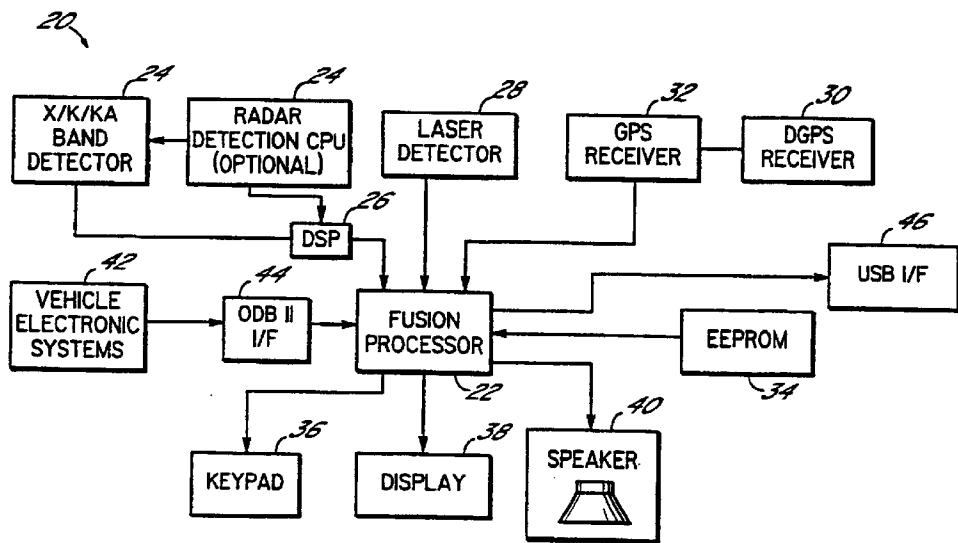 20
24
X/K/KA
BAND
DETECTOR
24
RADAR
DETECTION CPU
(OPTIONAL)
28
LASER
DETECTOR
32
GPS
RECEIVER
30
DGPS
RECEIVER
26
DSP
42
VEHICLE
ELECTRONIC
SYSTEMS
44
ODB II
I/F
FUSION
PROCESSOR
22
46
USB I/F
EEPROM
34
36
KEYPAD
38
DISPLAY
40
SPEAKER